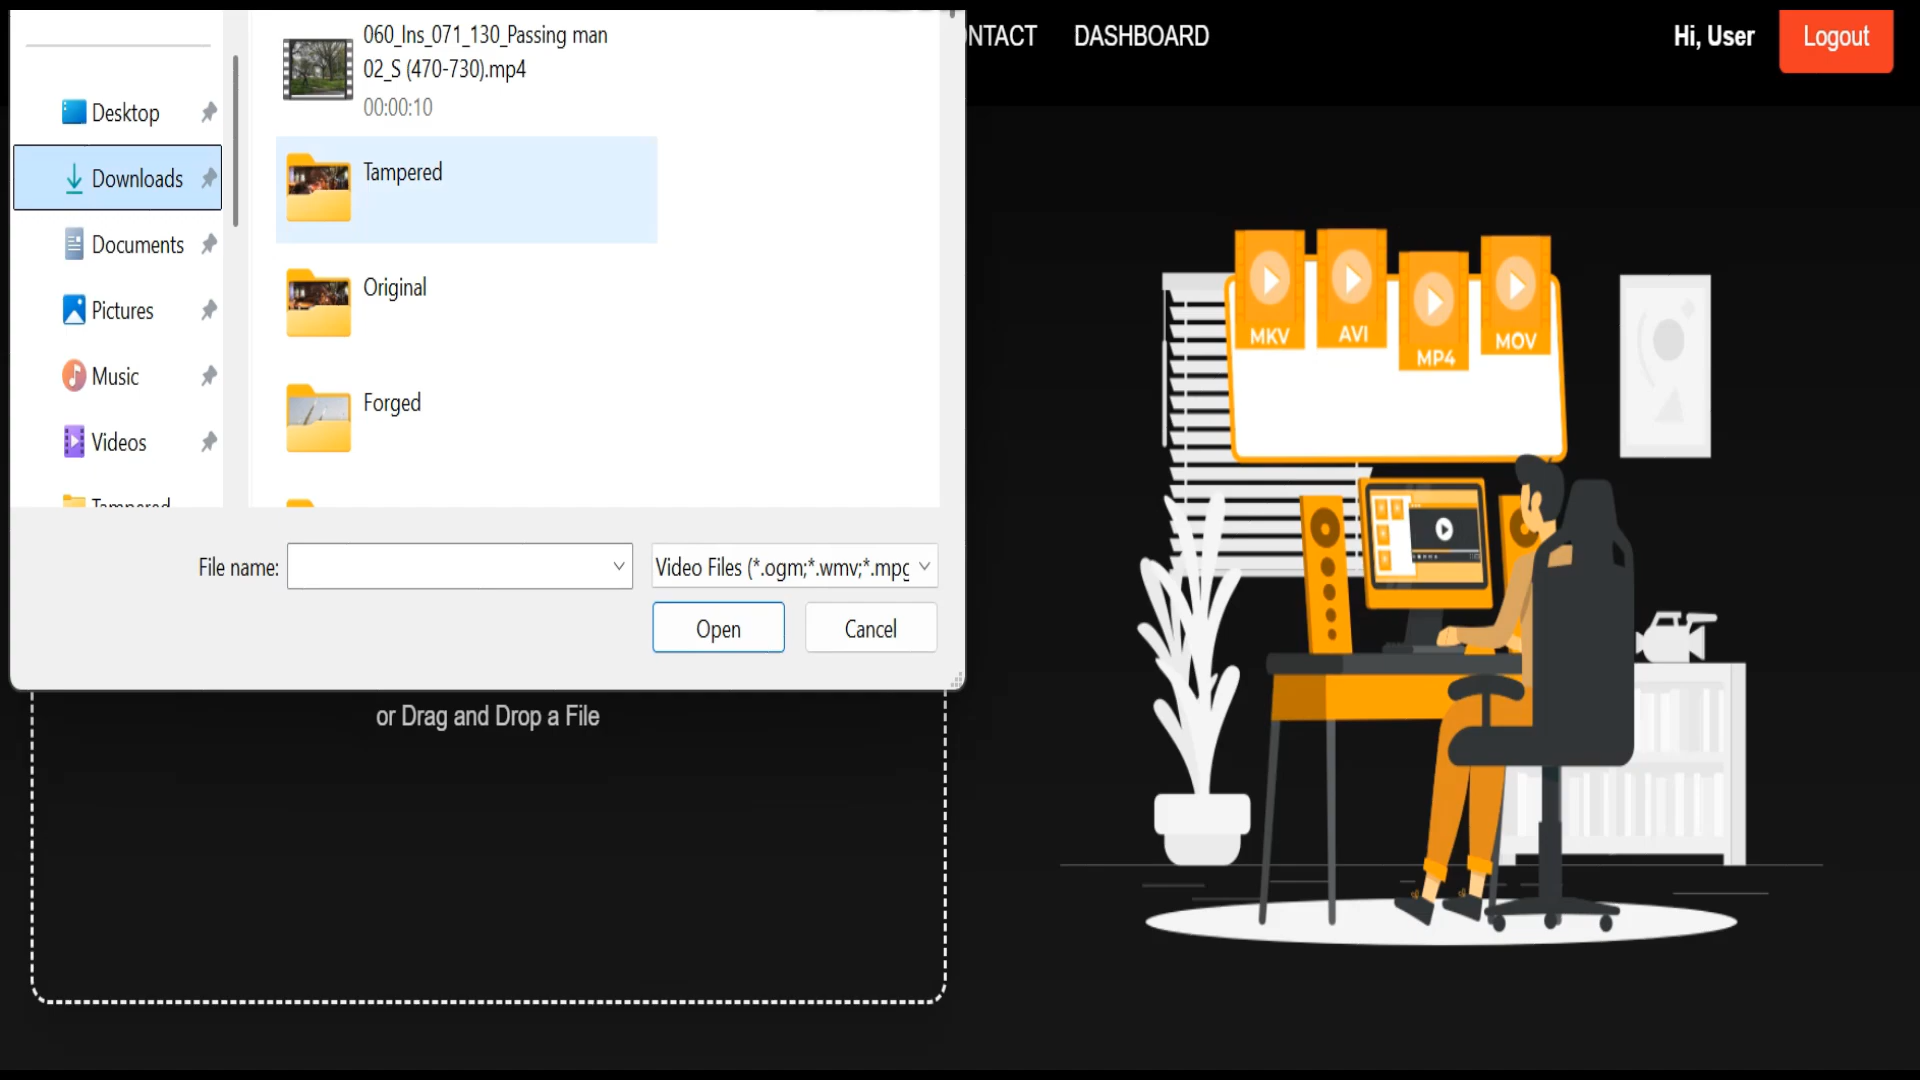 060_Ins_071_130_Passing man
02_S (470-730).mp4
00:00:10
Tampered
Original
Forged
Desktop
Downloads
Documents
Pictures
Music
Videos
Tampered
File name:
Video Files (*.ogm;*.wmv;*.mpg
Open
Cancel
or Drag and Drop a File
NTACT
DASHBOARD
Hi, User
Logout
MKV
AVI
MP4
MOV